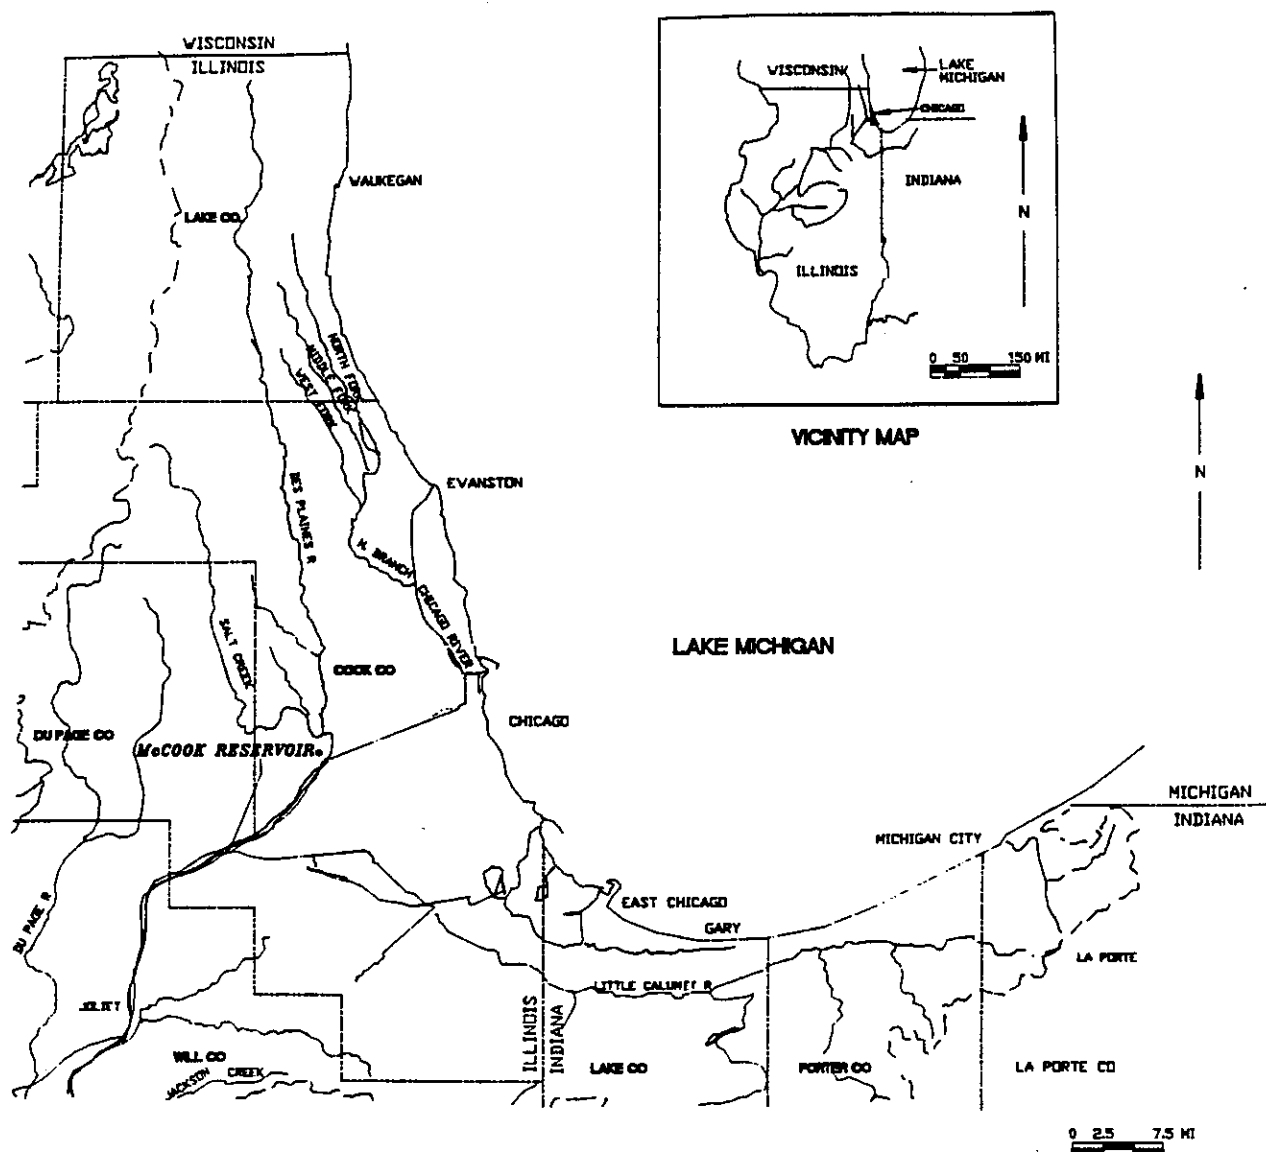 WISCONSIN
ILLINOIS
WISCONSIN
LAKE
MICHIGAN
CHICAGO
INDIANA
N
ILLINOIS
0 50 150 MI
VICINITY MAP
N
WAUKEGAN
LAKE CO.
NORTH FORK
MIDDLE FORK
WEST FORK
EVANSTON
DES PLAINES R
N. BRANCH
CHICAGO RIVER
SALT CREEK
COOK CO
LAKE MICHIGAN
CHICAGO
DU PAGE CO
McCOOK RESERVOIR
MICHIGAN
INDIANA
MICHIGAN CITY
EAST CHICAGO
GARY
DU PAGE R
LA PORTE
LITTLE CALUMET R
JOLIET
ILLINOIS
INDIANA
WILL CO
JACKSON CREEK
LAKE CO
PORTER CO
LA PORTE CO
0 2.5 7.5 MI